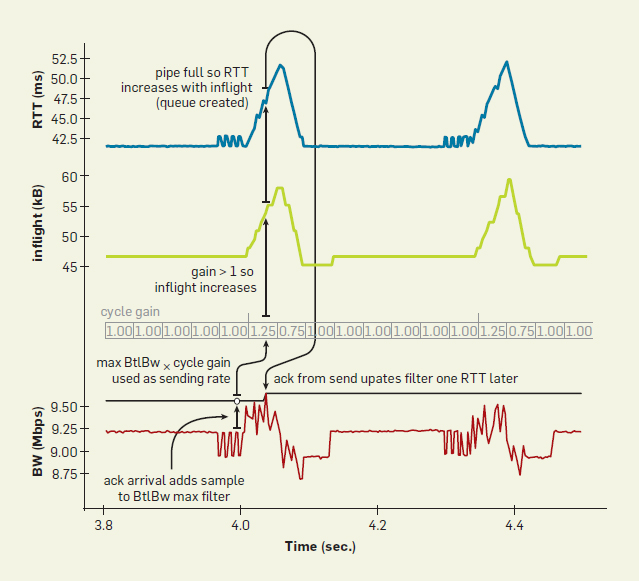 52.5
50.0
47.5
45.0
42.5
RTT (ms)
pipe full so RTT
increases with inflight
(queue created)
60
55
50
45
inflight (kB)
gain > 1 so
inflight increases
cycle gain
1.00 1.00 1.00 1.00 1.00 1.25 0.75 1.00 1.00 1.00 1.00 1.00 1.00 1.25 0.75 1.00 1.00
max BtlBw × cycle gain
used as sending rate
ack from send upates filter one RTT later
9.50
9.25
9.00
8.75
BW (Mbps)
ack arrival adds sample
to BtlBw max filter
3.8 4.0 4.2 4.4
Time (sec.)